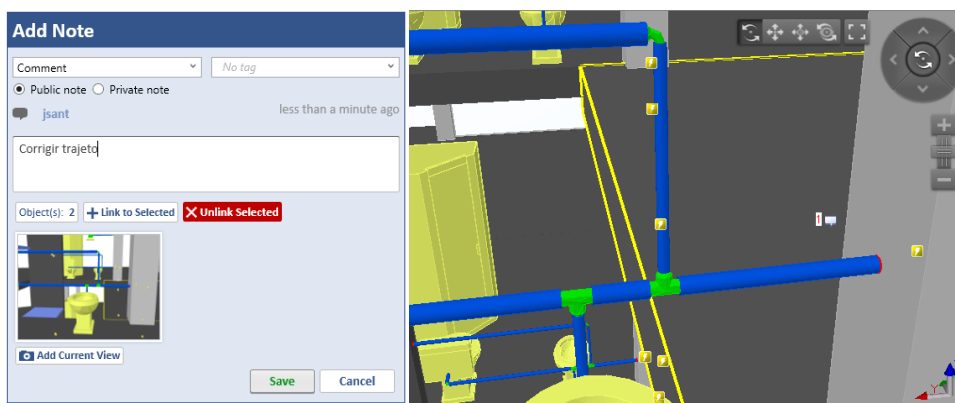 Add Note
Comment
No tag
Public note
Private note
jsant
less than a minute ago
Corrigir trajeto
Object(s): 2
Link to Selected
Unlink Selected
Add Current View
Save
Cancel
1
Y